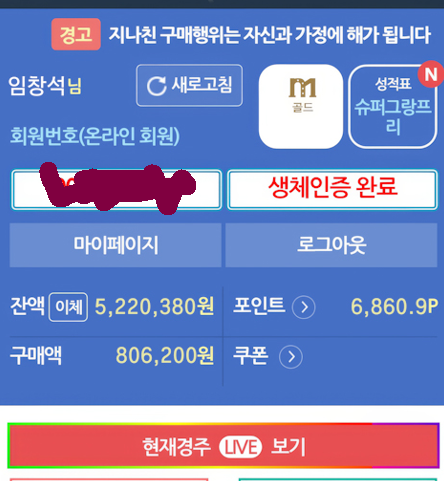 경고 지나친 구매행위는 자신과 가정에 해가 됩니다
임창석님 새로고침
m
골드
성적표 N
슈퍼그랑프
리
회원번호(온라인 회원)
생체인증 완료
마이페이지 로그아웃
잔액 이체 5,220,380원 포인트 6,860.9P
구매액 806,200원 쿠폰
현재경주 LIVE 보기